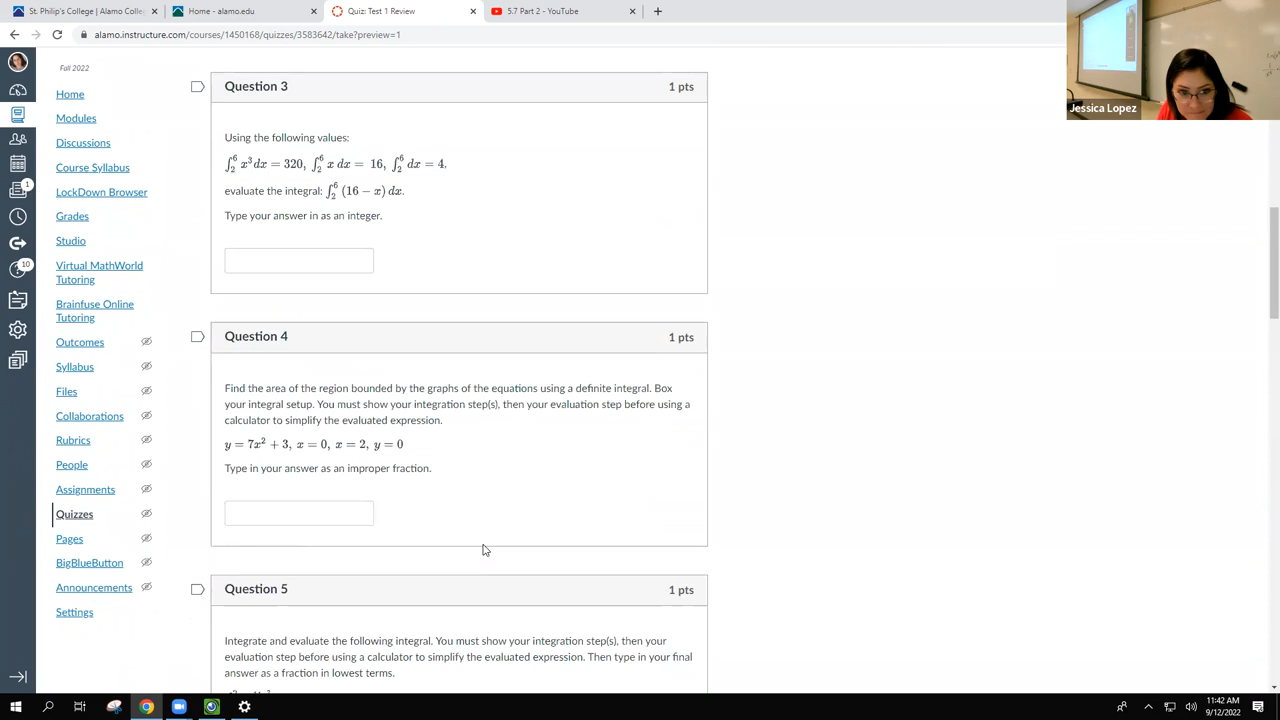 St. Philip's College | Alamo Colle
Home - alamo.edu
Quiz: Test 1 Review
5.7 Part 2 - YouTube
alamo.instructure.com/courses/1450168/quizzes/3583642/take?preview=1
Jessica Lopez
Fall 2022
Home
Modules
Discussions
Course Syllabus
LockDown Browser
1
Grades
Studio
Virtual MathWorld
Tutoring
10
Brainfuse Online
Tutoring
Outcomes
Syllabus
Files
Collaborations
Rubrics
People
Assignments
Quizzes
Pages
BigBlueButton
Announcements
Settings
Question 3
1 pts
Using the following values:
∫₂⁶ x³dx = 320, ∫₂⁶ x dx = 16, ∫₂⁶ dx = 4.
evaluate the integral: ∫₂⁶ (16 − x) dx.
Type your answer in as an integer.
Question 4
1 pts
Find the area of the region bounded by the graphs of the equations using a definite integral. Box
your integral setup. You must show your integration step(s), then your evaluation step before using a
calculator to simplify the evaluated expression.
y = 7x² + 3, x = 0, x = 2, y = 0
Type in your answer as an improper fraction.
Question 5
1 pts
Integrate and evaluate the following integral. You must show your integration step(s), then your
evaluation step before using a calculator to simplify the evaluated expression. Then type in your final
answer as a fraction in lowest terms.
11:42 AM
9/12/2022